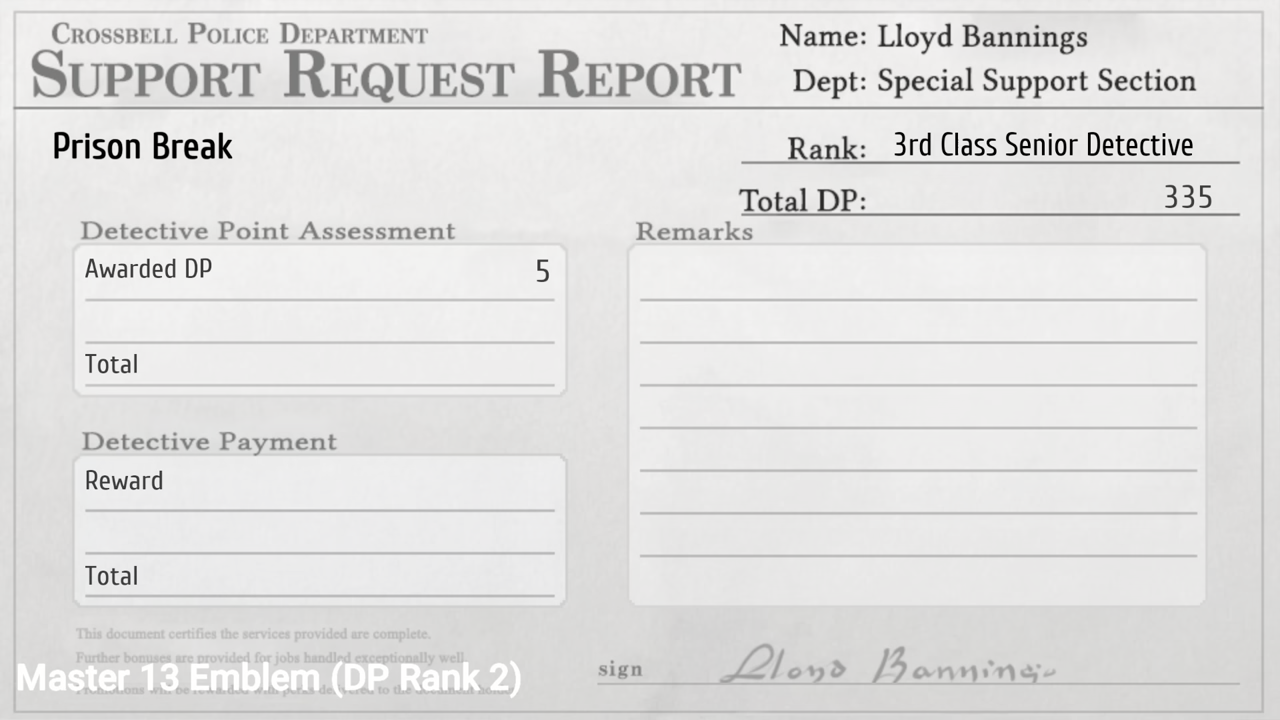 CROSSBELL POLICE DEPARTMENT
SUPPORT REQUEST REPORT
Name: Lloyd Bannings
Dept: Special Support Section
Prison Break
Rank: 3rd Class Senior Detective
Total DP: 335
Detective Point Assessment
Awarded DP 5
Total
Remarks
Detective Payment
Reward
Total
This document certifies the services provided are complete.
Further bonuses are provided for jobs handled exceptionally well.
Master 13 Emblem (DP Rank 2)
sign Lloyd Bannings